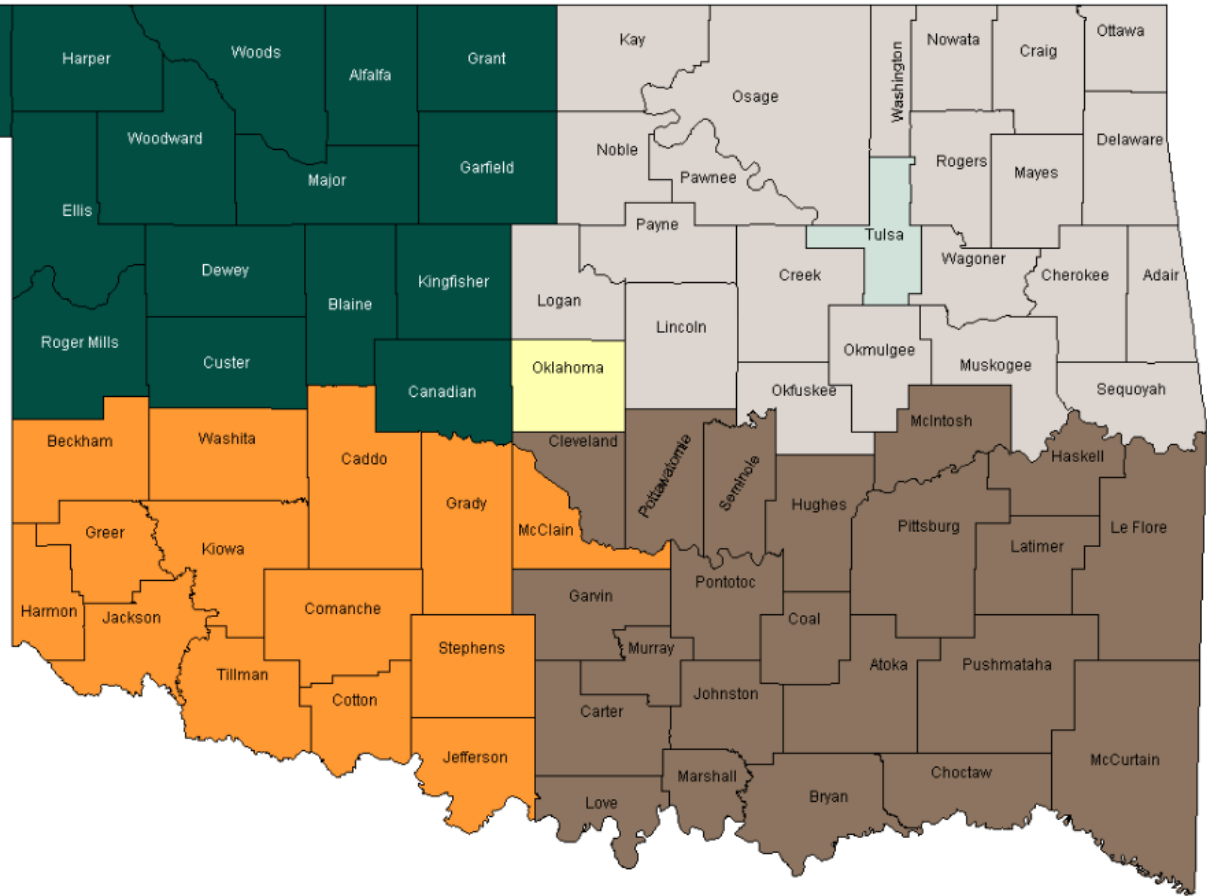 Harper
Woods
Alfalfa
Grant
Kay
Osage
Washington
Nowata
Craig
Ottawa
Woodward
Major
Garfield
Noble
Pawnee
Rogers
Mayes
Delaware
Ellis
Dewey
Blaine
Kingfisher
Logan
Payne
Creek
Tulsa
Wagoner
Cherokee
Adair
Roger Mills
Custer
Canadian
Oklahoma
Lincoln
Okfuskee
Okmulgee
Muskogee
Sequoyah
Beckham
Washita
Caddo
Grady
Cleveland
McClain
Pottawatomie
Seminole
Hughes
McIntosh
Pittsburg
Haskell
Latimer
Le Flore
Greer
Kiowa
Harmon
Jackson
Comanche
Stephens
Garvin
Murray
Pontotoc
Coal
Atoka
Pushmataha
Tillman
Cotton
Jefferson
Carter
Johnston
Love
Marshall
Bryan
Choctaw
McCurtain